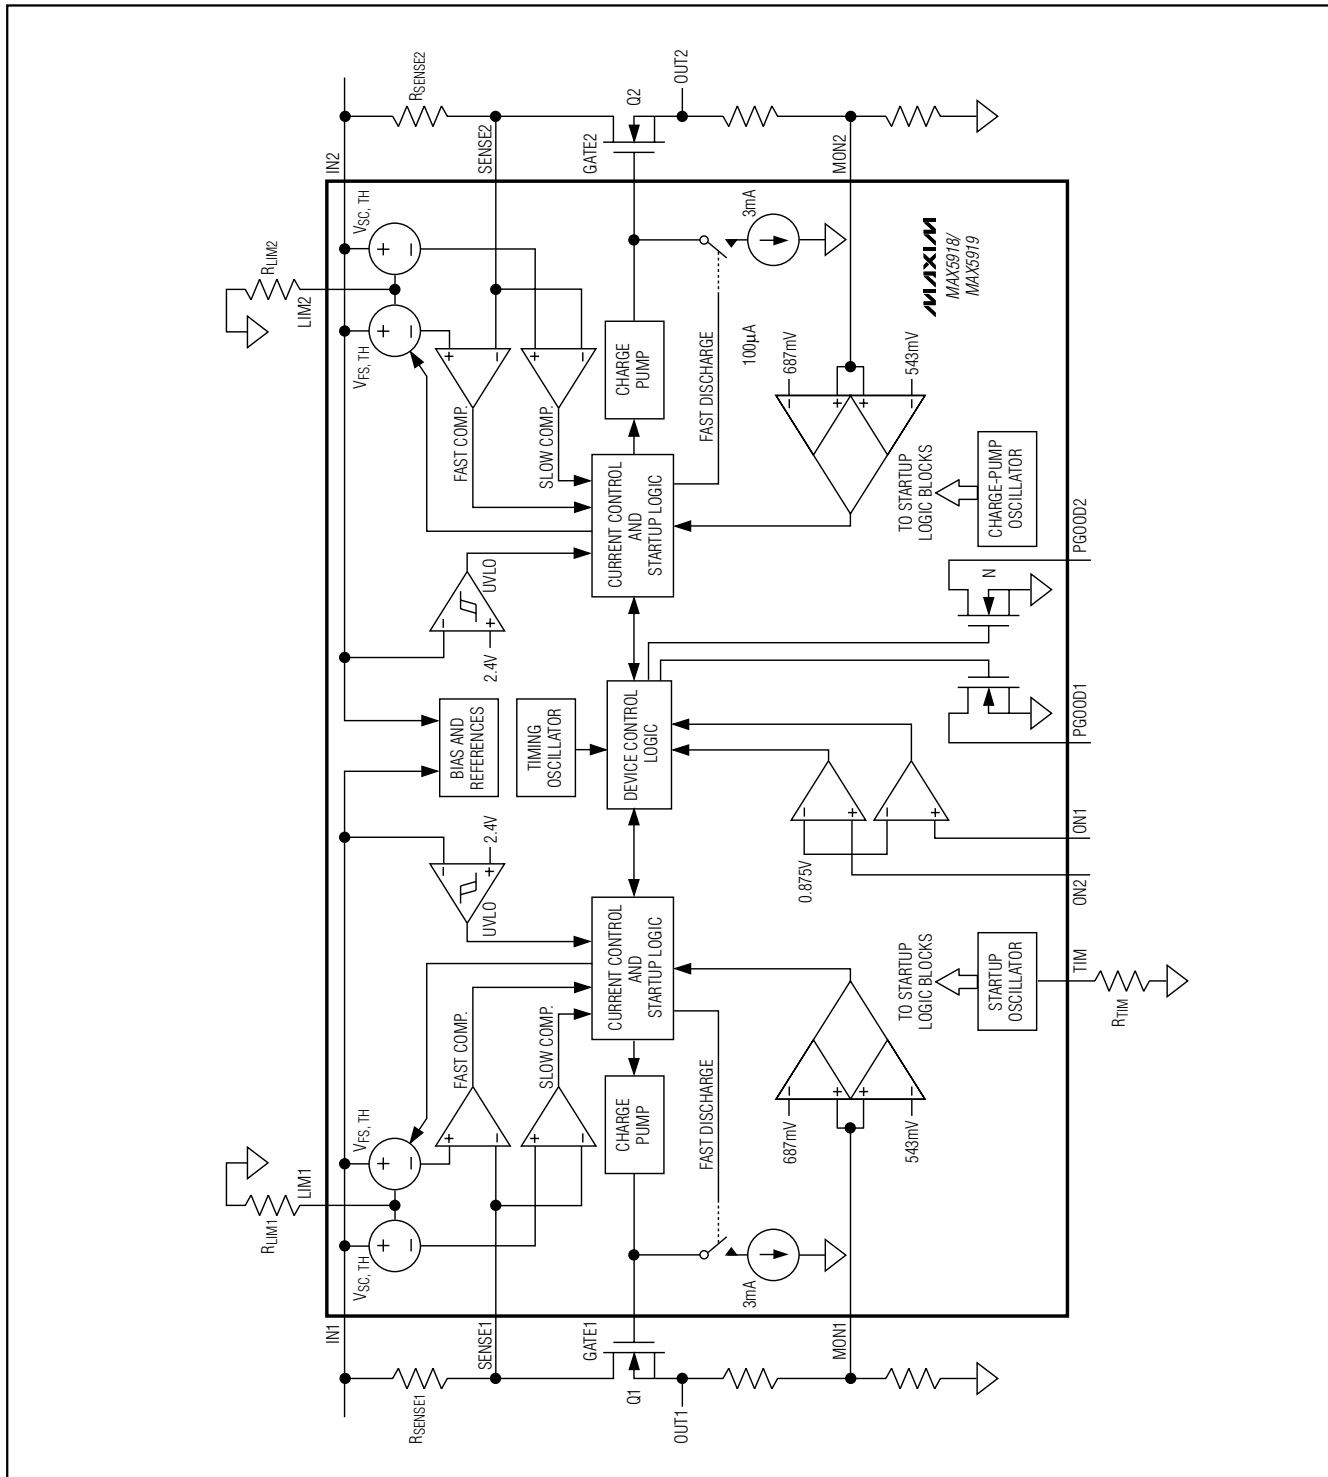 RSENSE1
IN1
SENSE1
Q1
GATE1
OUT1
MON1
RLIM1
LIM1
VSC, TH
VFS, TH
FAST COMP.
SLOW COMP.
CHARGE
PUMP
FAST DISCHARGE
3mA
687mV
543mV
UVLO
2.4V
CURRENT CONTROL
AND
STARTUP LOGIC
TO STARTUP
LOGIC BLOCKS
STARTUP
OSCILLATOR
TIM
RTIM
BIAS AND
REFERENCES
TIMING
OSCILLATOR
DEVICE CONTROL
LOGIC
0.875V
ON2
ON1
PGOOD1
PGOOD2
N
2.4V
UVLO
CURRENT CONTROL
AND
STARTUP LOGIC
TO STARTUP
LOGIC BLOCKS
CHARGE-PUMP
OSCILLATOR
FAST COMP.
SLOW COMP.
CHARGE
PUMP
FAST DISCHARGE
100µA
3mA
687mV
543mV
VFS, TH
VSC, TH
LIM2
RLIM2
MAXIM
MAX5918/
MAX5919
IN2
RSENSE2
SENSE2
GATE2
Q2
OUT2
MON2